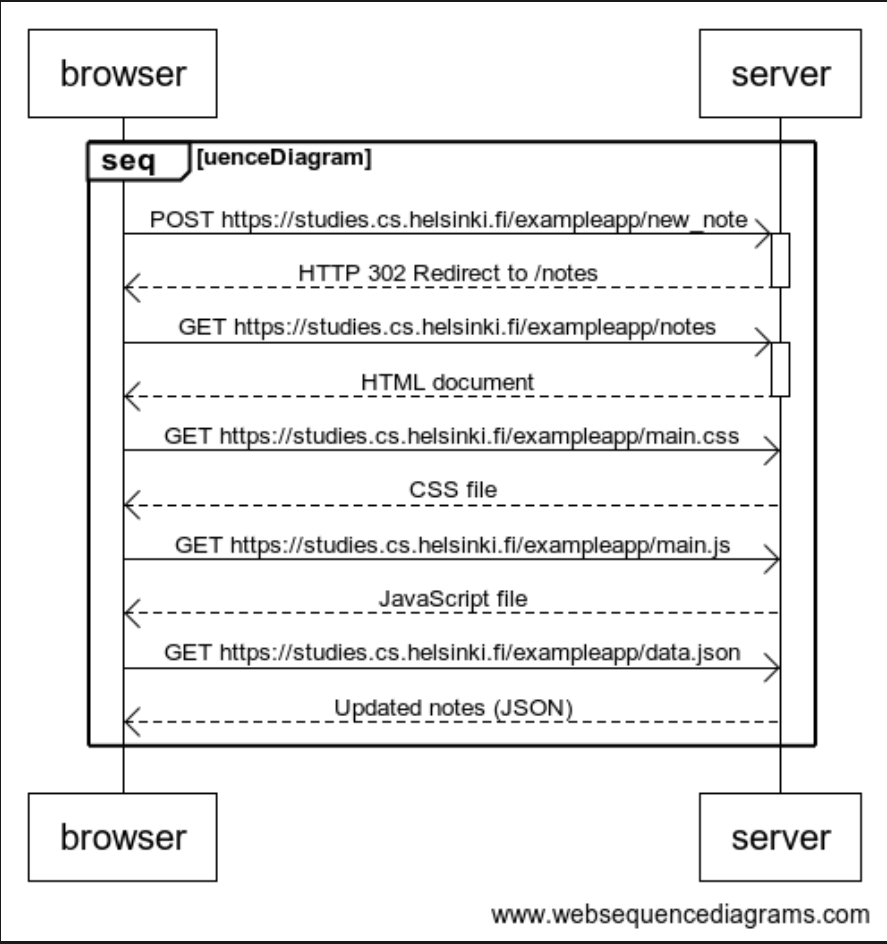 browser
server
seq [uenceDiagram]
POST https://studies.cs.helsinki.fi/exampleapp/new_note
HTTP 302 Redirect to /notes
GET https://studies.cs.helsinki.fi/exampleapp/notes
HTML document
GET https://studies.cs.helsinki.fi/exampleapp/main.css
CSS file
GET https://studies.cs.helsinki.fi/exampleapp/main.js
JavaScript file
GET https://studies.cs.helsinki.fi/exampleapp/data.json
Updated notes (JSON)
browser
server
www.websequencediagrams.com